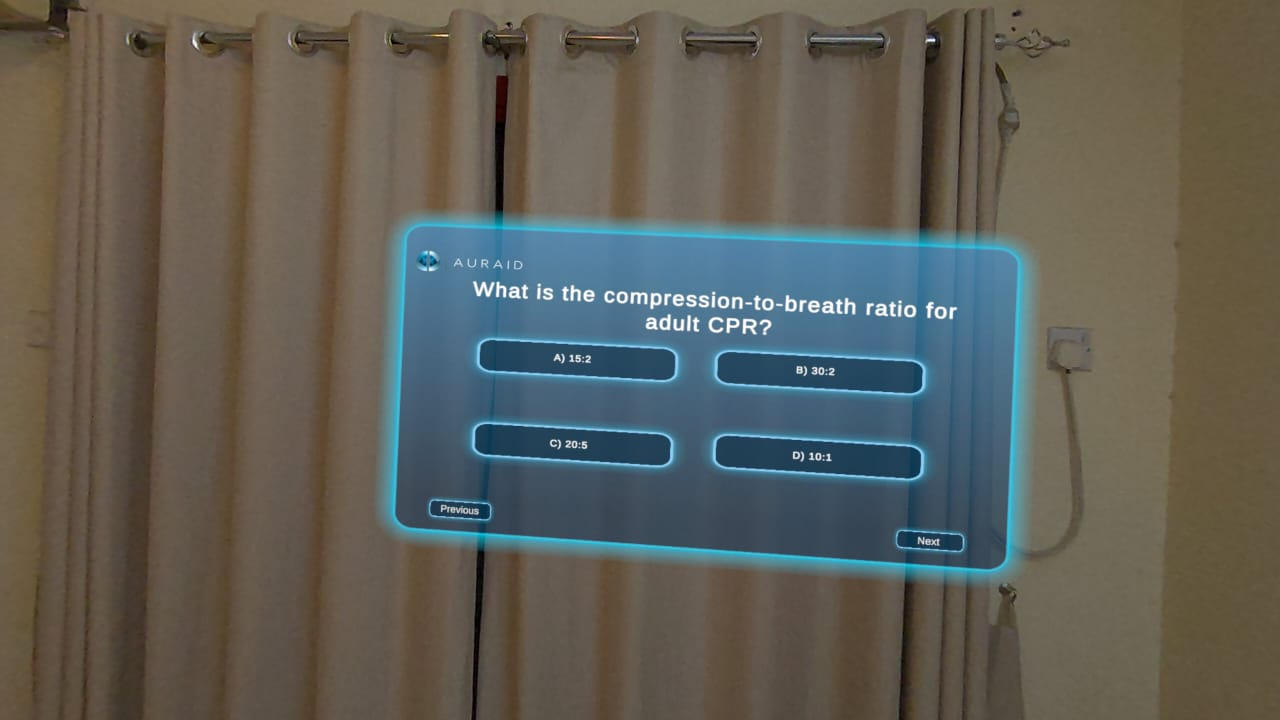 AURAID
What is the compression-to-breath ratio for
adult CPR?
A) 15:2
B) 30:2
C) 20:5
D) 10:1
Previous
Next